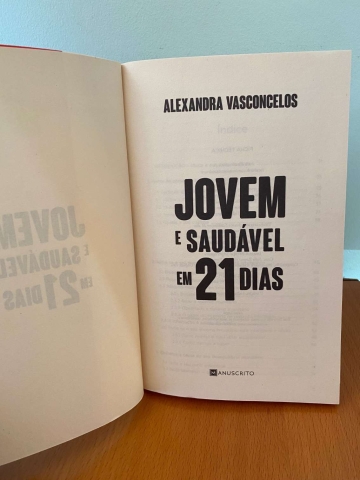 ALEXANDRA VASCONCELOS
JOVEM
E SAUDÁVEL
EM 21 DIAS
MANUSCRITO